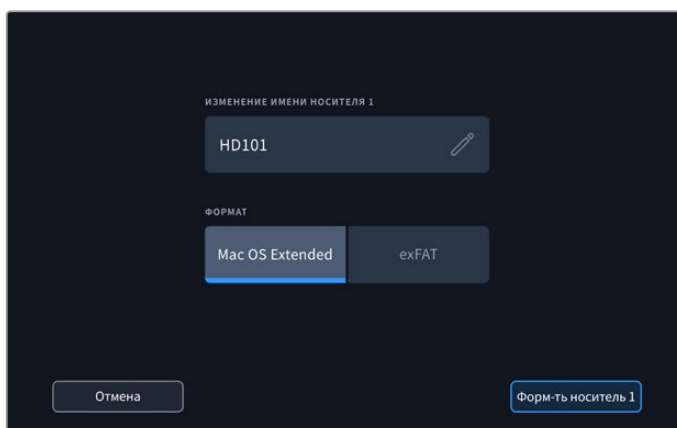 ИЗМЕНЕНИЕ ИМЕНИ НОСИТЕЛЯ 1
HD101
ФОРМАТ
Mac OS Extended
exFAT
Отмена
Форм-ть носитель 1